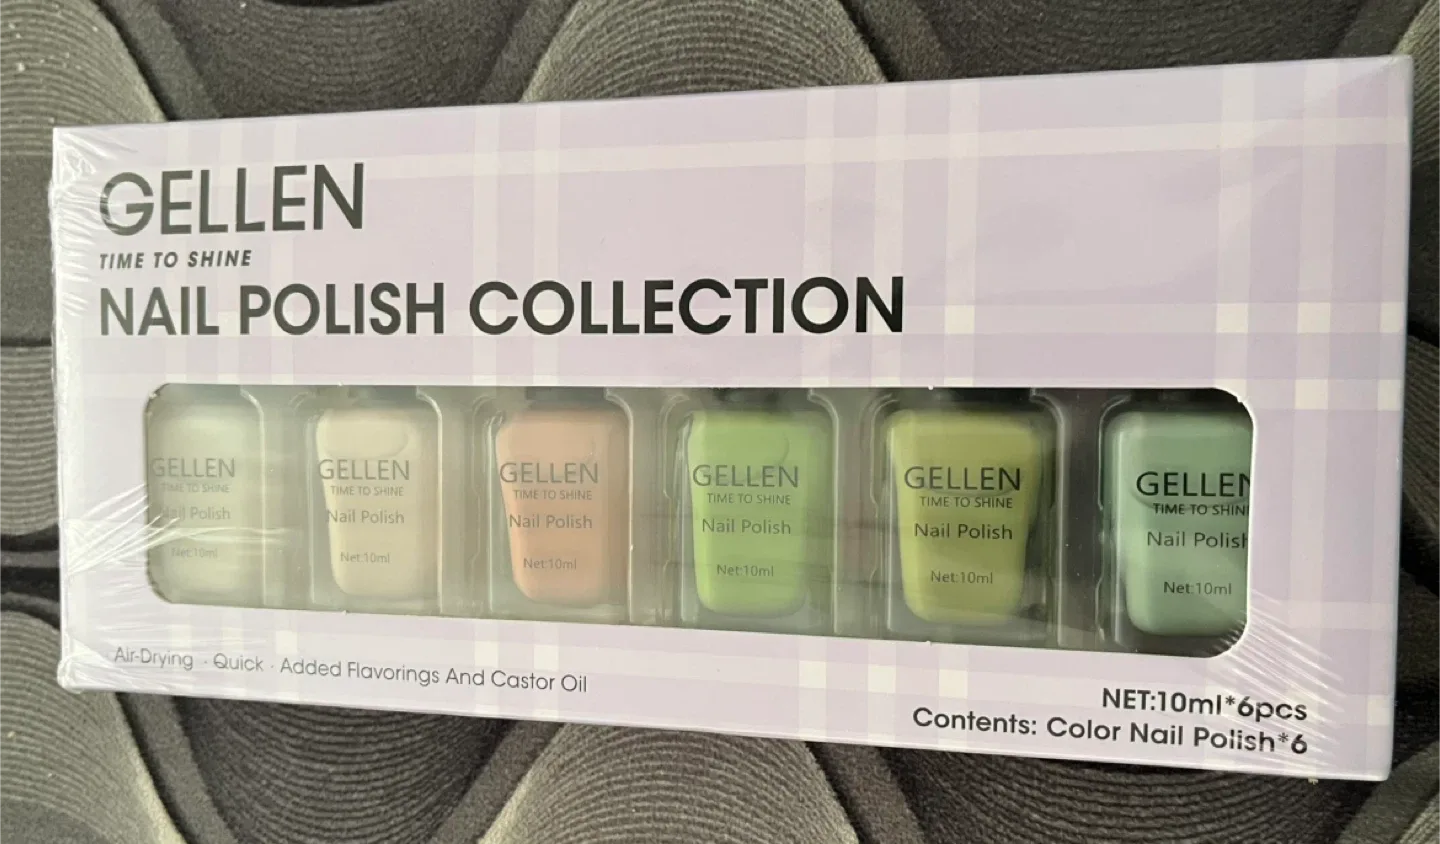 GELLEN
TIME TO SHINE
NAIL POLISH COLLECTION
GELLEN
TIME TO SHINE
Nail Polish
Net:10ml
GELLEN
TIME TO SHINE
Nail Polish
Net:10ml
GELLEN
TIME TO SHINE
Nail Polish
Net:10ml
GELLEN
TIME TO SHINE
Nail Polish
Net:10ml
GELLEN
TIME TO SHINE
Nail Polish
Net:10ml
GELLEN
TIME TO SHINE
Nail Polish
Net:10ml
Air-Drying · Quick · Added Flavorings And Castor Oil
NET:10ml*6pcs
Contents: Color Nail Polish*6